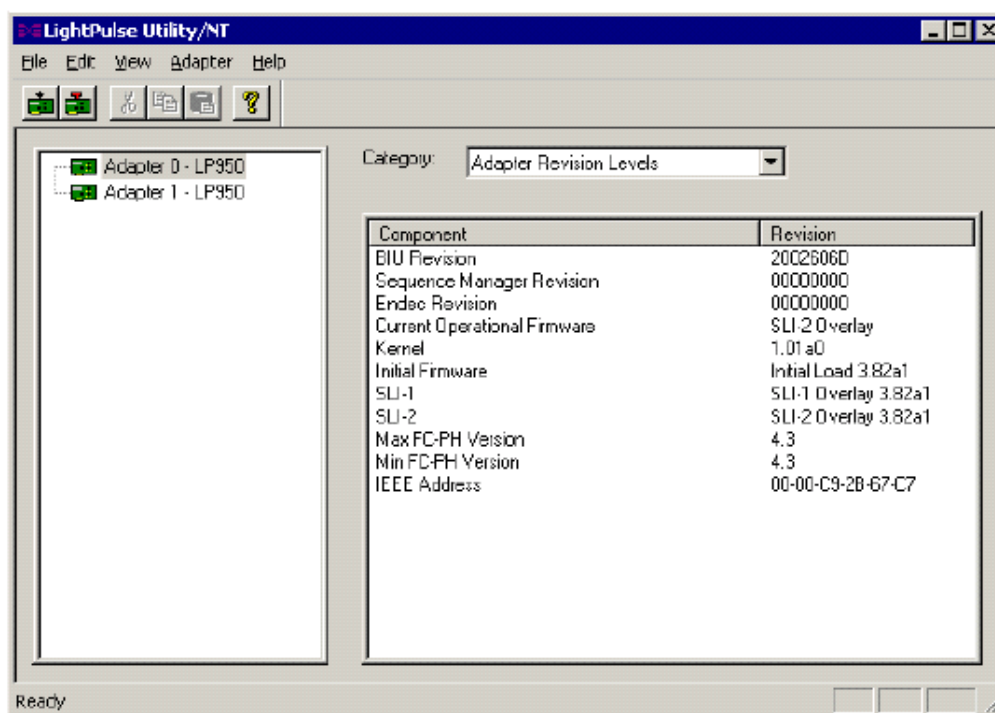 LightPulse Utility/NT
File Edit View Adapter Help
Adapter 0 - LP950
Adapter 1 - LP950
Category: Adapter Revision Levels
Component Revision
BIU Revision 2002606D
Sequence Manager Revision 00000000
Endec Revision 00000000
Current Operational Firmware SLI-2 Overlay
Kernel 1.01a0
Initial Firmware Initial Load 3.82a1
SLI-1 SLI-1 Overlay 3.82a1
SLI-2 SLI-2 Overlay 3.82a1
Max FC-PH Version 4.3
Min FC-PH Version 4.3
IEEE Address 00-00-C9-2B-67-C7
Ready